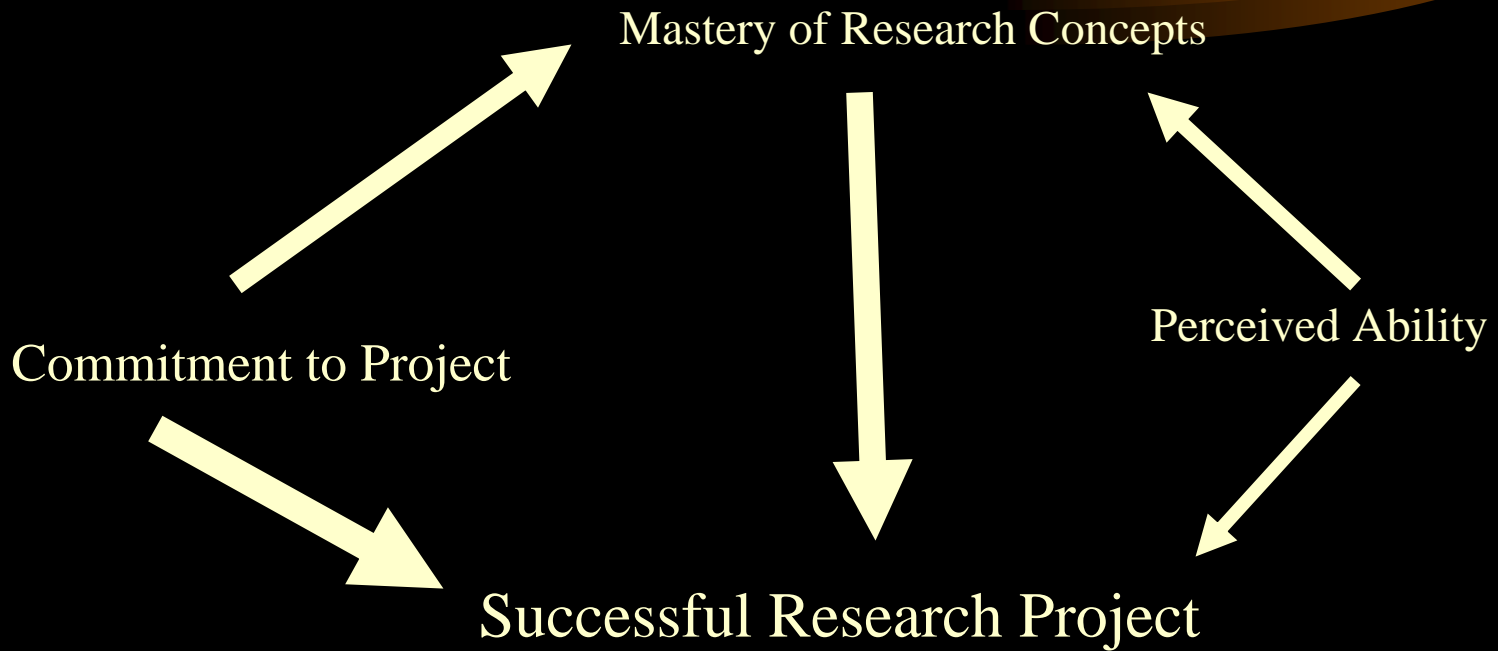 Mastery of Research Concepts
Perceived Ability
Commitment to Project
Successful Research Project